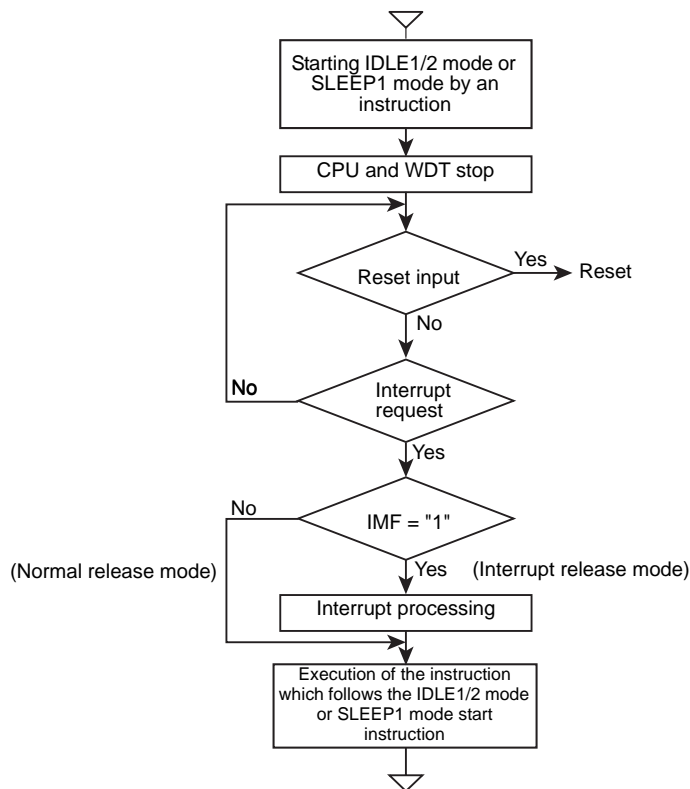 Starting IDLE1/2 mode or
SLEEP1 mode by an
instruction
CPU and WDT stop
Reset input
Yes
Reset
No
Interrupt
request
No
Yes
IMF = "1"
No
(Normal release mode)
Yes
(Interrupt release mode)
Interrupt processing
Execution of the instruction
which follows the IDLE1/2 mode
or SLEEP1 mode start
instruction